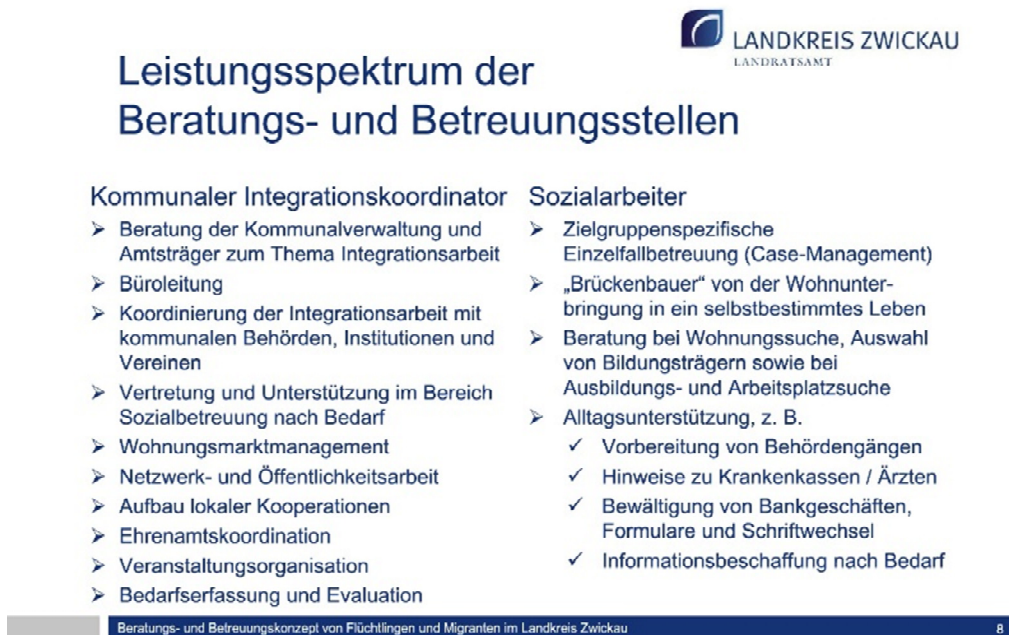 LANDKREIS ZWICKAU
LANDRATSAMT
Leistungsspektrum der
Beratungs- und Betreuungsstellen
Kommunaler Integrationskoordinator
➢ Beratung der Kommunalverwaltung und
Amtsträger zum Thema Integrationsarbeit
➢ Büroleitung
➢ Koordinierung der Integrationsarbeit mit
kommunalen Behörden, Institutionen und
Vereinen
➢ Vertretung und Unterstützung im Bereich
Sozialbetreuung nach Bedarf
➢ Wohnungsmarktmanagement
➢ Netzwerk- und Öffentlichkeitsarbeit
➢ Aufbau lokaler Kooperationen
➢ Ehrenamtskoordination
➢ Veranstaltungsorganisation
➢ Bedarfserfassung und Evaluation
Sozialarbeiter
➢ Zielgruppenspezifische
Einzelfallbetreuung (Case-Management)
➢ „Brückenbauer“ von der Wohnunter-
bringung in ein selbstbestimmtes Leben
➢ Beratung bei Wohnungssuche, Auswahl
von Bildungsträgern sowie bei
Ausbildungs- und Arbeitsplatzsuche
➢ Alltagsunterstützung, z. B.
✓ Vorbereitung von Behördengängen
✓ Hinweise zu Krankenkassen / Ärzten
✓ Bewältigung von Bankgeschäften,
Formulare und Schriftwechsel
✓ Informationsbeschaffung nach Bedarf
Beratungs- und Betreuungskonzept von Flüchtlingen und Migranten im Landkreis Zwickau
8